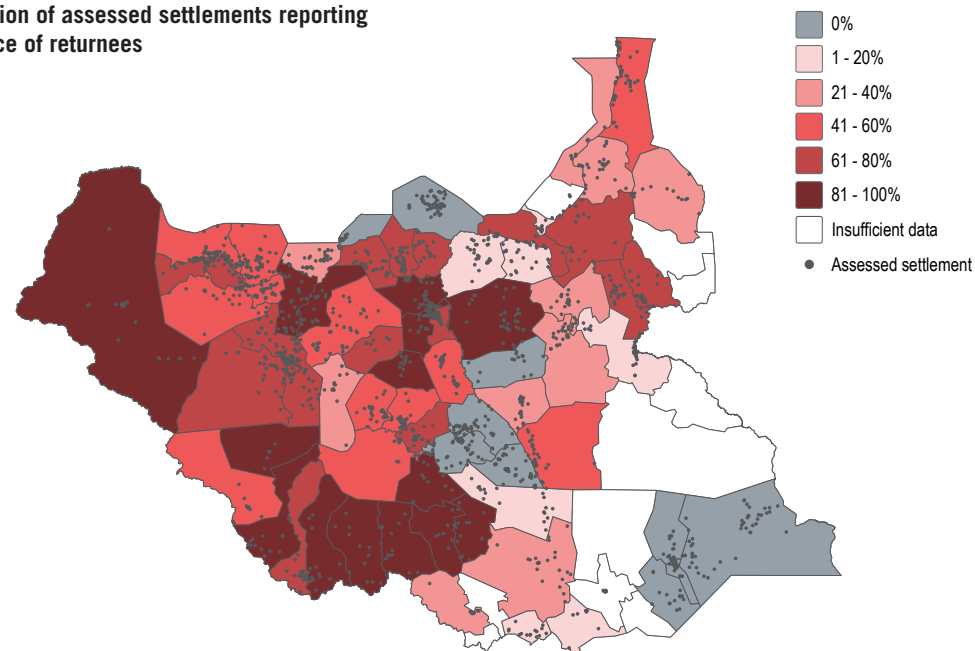 ion of assessed settlements reporting
ce of returnees
0%
1 - 20%
21 - 40%
41 - 60%
61 - 80%
81 - 100%
Insufficient data
Assessed settlement